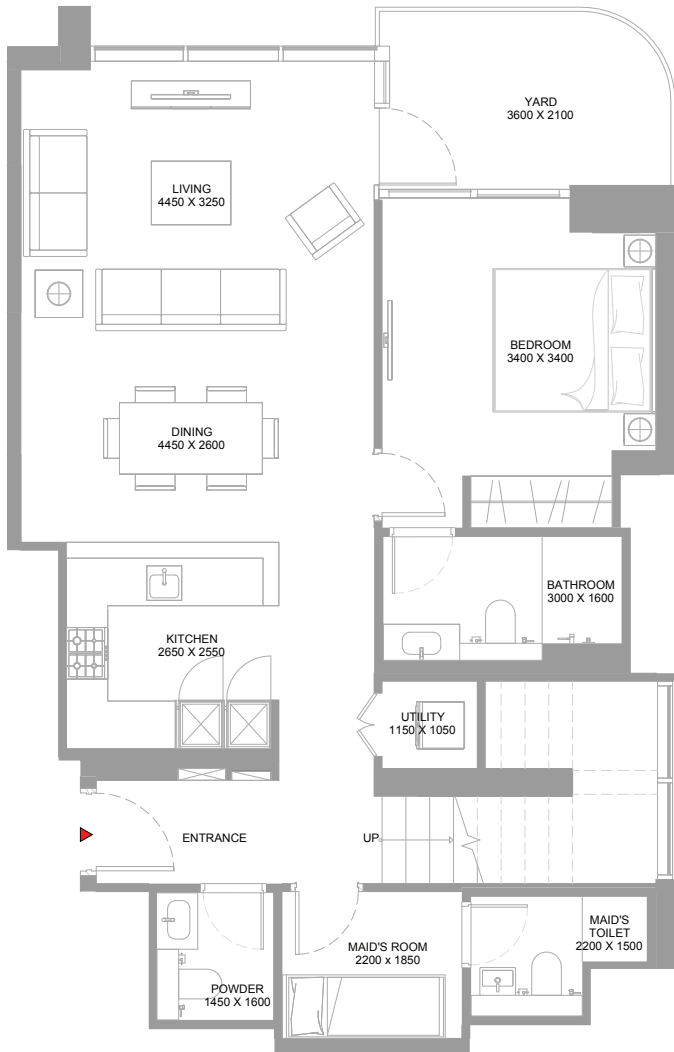 YARD
3600 X 2100
LIVING
4450 X 3250
BEDROOM
3400 X 3400
DINING
4450 X 2600
BATHROOM
3000 X 1600
KITCHEN
2650 X 2550
UTILITY
1150 X 1050
ENTRANCE
UP
MAID'S
TOILET
2200 X 1500
MAID'S ROOM
2200 x 1850
POWDER
1450 X 1600